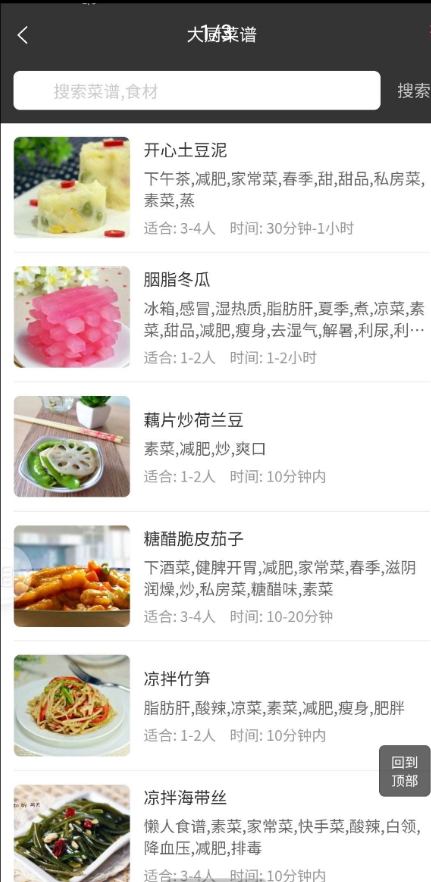 大厨菜谱
1/3
搜索菜谱,食材
搜索
开心土豆泥
下午茶,减肥,家常菜,春季,甜,甜品,私房菜,
素菜,蒸
适合: 3-4人 时间: 30分钟-1小时
胭脂冬瓜
冰箱,感冒,湿热质,脂肪肝,夏季,煮,凉菜,素
菜,甜品,减肥,瘦身,去湿气,解暑,利尿,利…
适合: 1-2人 时间: 1-2小时
藕片炒荷兰豆
素菜,减肥,炒,爽口
适合: 1-2人 时间: 10分钟内
糖醋脆皮茄子
下酒菜,健脾开胃,减肥,家常菜,春季,滋阴
润燥,炒,私房菜,糖醋味,素菜
适合: 3-4人 时间: 10-20分钟
凉拌竹笋
脂肪肝,酸辣,凉菜,素菜,减肥,瘦身,肥胖
适合: 1-2人 时间: 10分钟内
回到
顶部
凉拌海带丝
懒人食谱,素菜,家常菜,快手菜,酸辣,白领,
降血压,减肥,排毒
适合: 3-4人 时间: 10分钟内